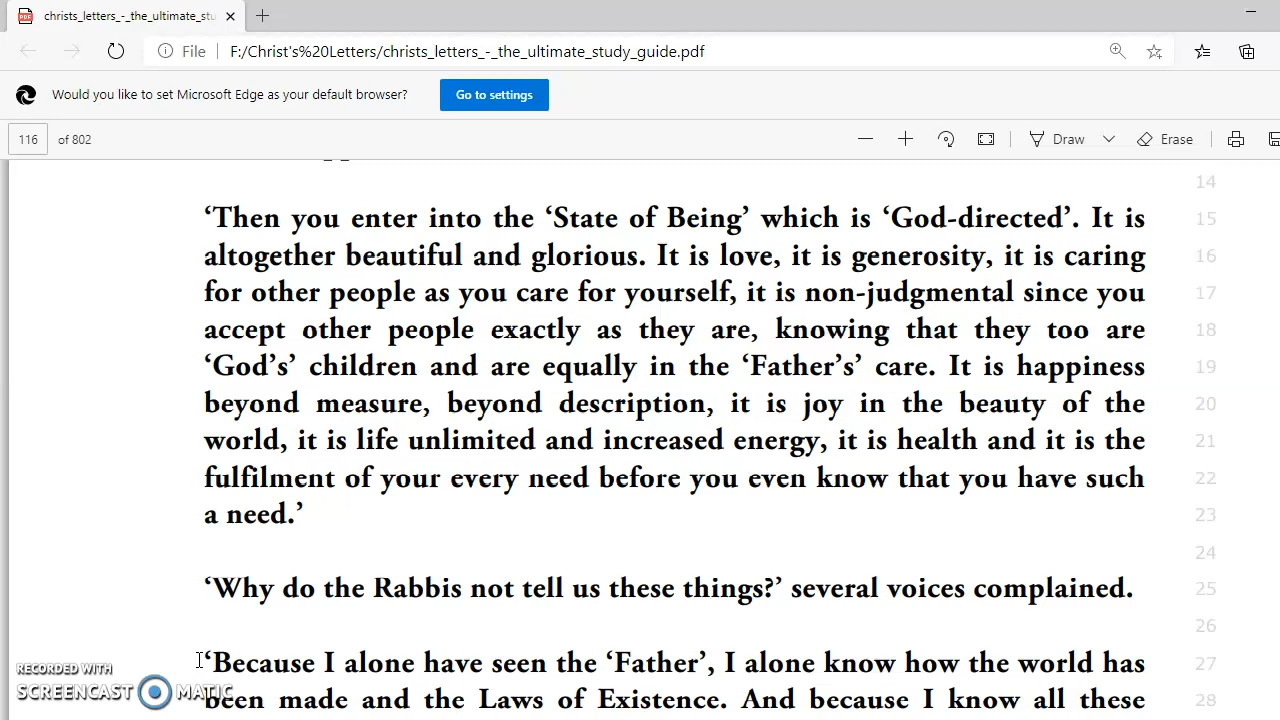 christs_letters_-_the_ultimate_stu
File F:/Christ's%20Letters/christs_letters_-_the_ultimate_study_guide.pdf
Would you like to set Microsoft Edge as your default browser? Go to settings
116 of 802 Draw Erase
14
‘Then you enter into the ‘State of Being’ which is ‘God-directed’. It is 15
altogether beautiful and glorious. It is love, it is generosity, it is caring 16
for other people as you care for yourself, it is non-judgmental since you 17
accept other people exactly as they are, knowing that they too are 18
‘God’s’ children and are equally in the ‘Father’s’ care. It is happiness 19
beyond measure, beyond description, it is joy in the beauty of the 20
world, it is life unlimited and increased energy, it is health and it is the 21
fulfilment of your every need before you even know that you have such 22
a need.’ 23
24
‘Why do the Rabbis not tell us these things?’ several voices complained. 25
26
‘Because I alone have seen the ‘Father’, I alone know how the world has 27
been made and the Laws of Existence. And because I know all these 28
RECORDED WITH
SCREENCAST MATIC